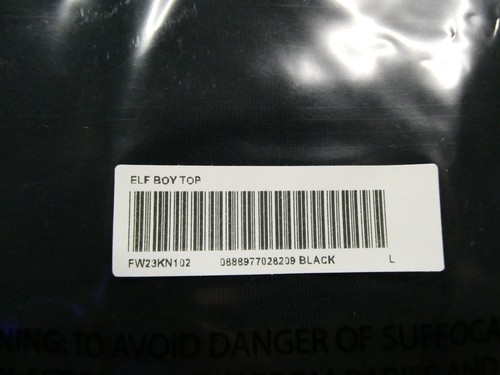 ELF BOY TOP
FW23KN102 0888977028209 BLACK L
NING: TO AVOID DANGER OF SUFFOCA